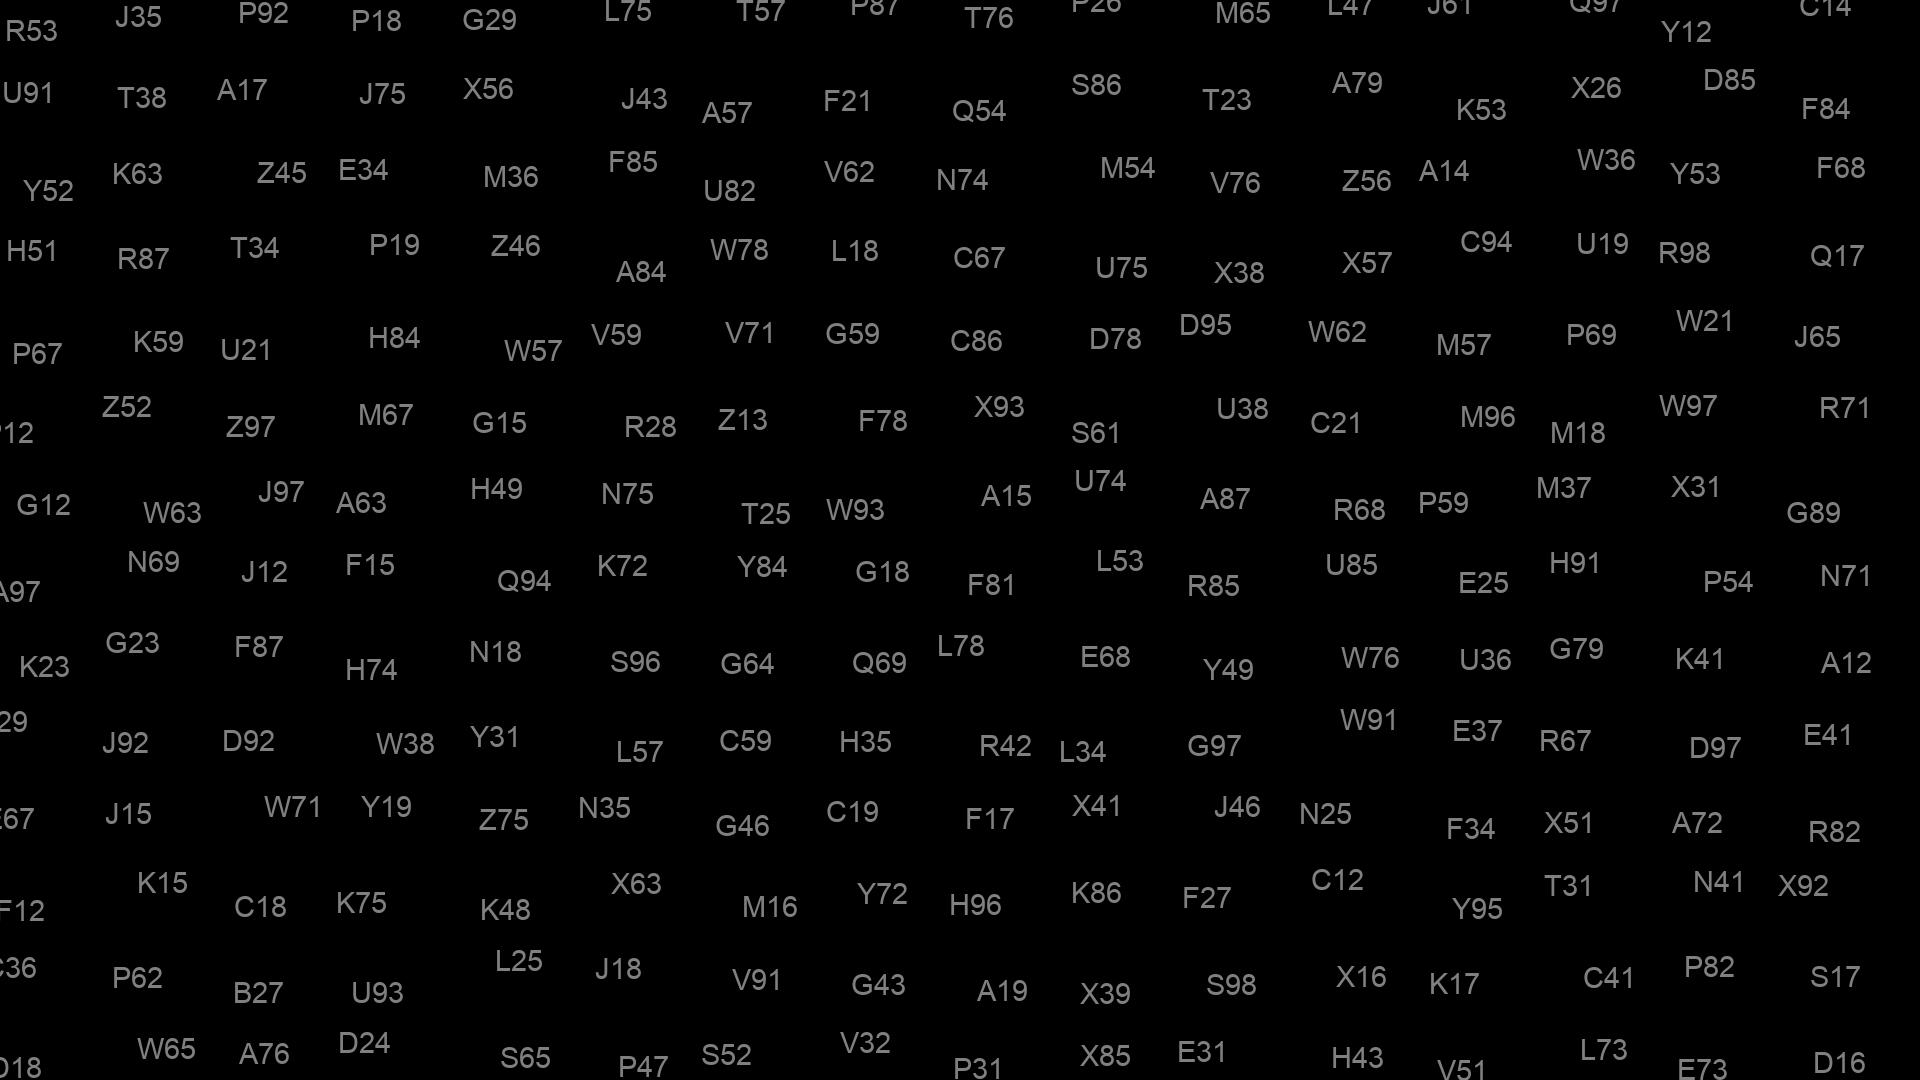 R53 J35 P92 P18 G29 L75 T57 P87 T76 P26 M65 L47 J61 Q97 Y12 C14
U91 T38 A17 J75 X56 J43 A57 F21 Q54 S86 T23 A79 K53 X26 D85 F84
Y52 K63 Z45 E34 M36 F85 U82 V62 N74 M54 V76 Z56 A14 W36 Y53 F68
H51 R87 T34 P19 Z46 A84 W78 L18 C67 U75 X38 X57 C94 U19 R98 Q17
P67 K59 U21 H84 W57 V59 V71 G59 C86 D78 D95 W62 M57 P69 W21 J65
12 Z52 Z97 M67 G15 R28 Z13 F78 X93 S61 U38 C21 M96 M18 W97 R71
G12 W63 J97 A63 H49 N75 T25 W93 A15 U74 A87 R68 P59 M37 X31 G89
A97 N69 J12 F15 Q94 K72 Y84 G18 F81 L53 R85 U85 E25 H91 P54 N71
K23 G23 F87 H74 N18 S96 G64 Q69 L78 E68 Y49 W76 U36 G79 K41 A12
29 J92 D92 W38 Y31 L57 C59 H35 R42 L34 G97 W91 E37 R67 D97 E41
67 J15 W71 Y19 Z75 N35 G46 C19 F17 X41 J46 N25 F34 X51 A72 R82
F12 K15 C18 K75 K48 X63 M16 Y72 H96 K86 F27 C12 Y95 T31 N41 X92
36 P62 B27 U93 L25 J18 V91 G43 A19 X39 S98 X16 K17 C41 P82 S17
D18 W65 A76 D24 S65 P47 S52 V32 P31 X85 E31 H43 V51 L73 E73 D16